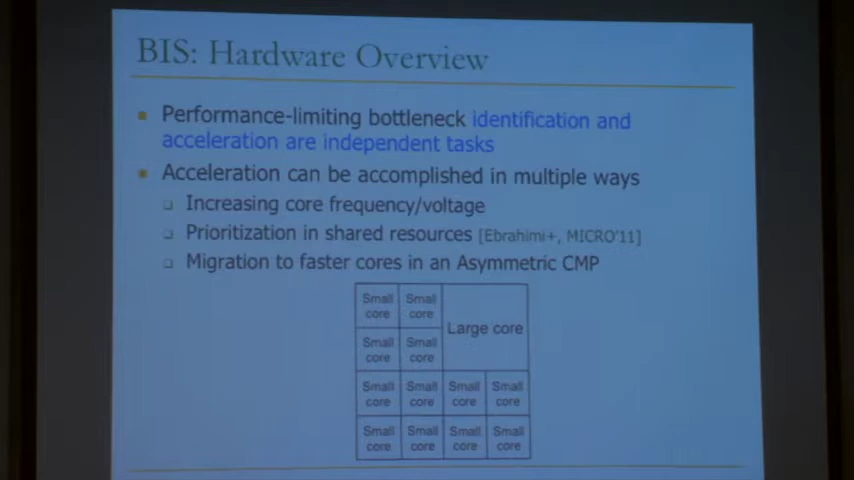 BIS: Hardware Overview
Performance-limiting bottleneck identification and
acceleration are independent tasks
Acceleration can be accomplished in multiple ways
Increasing core frequency/voltage
Prioritization in shared resources [Ebrahimi+, MICRO'11]
Migration to faster cores in an Asymmetric CMP
Small core
Small core
Large core
Small core
Small core
Small core
Small core
Small core
Small core
Small core
Small core
Small core
Small core